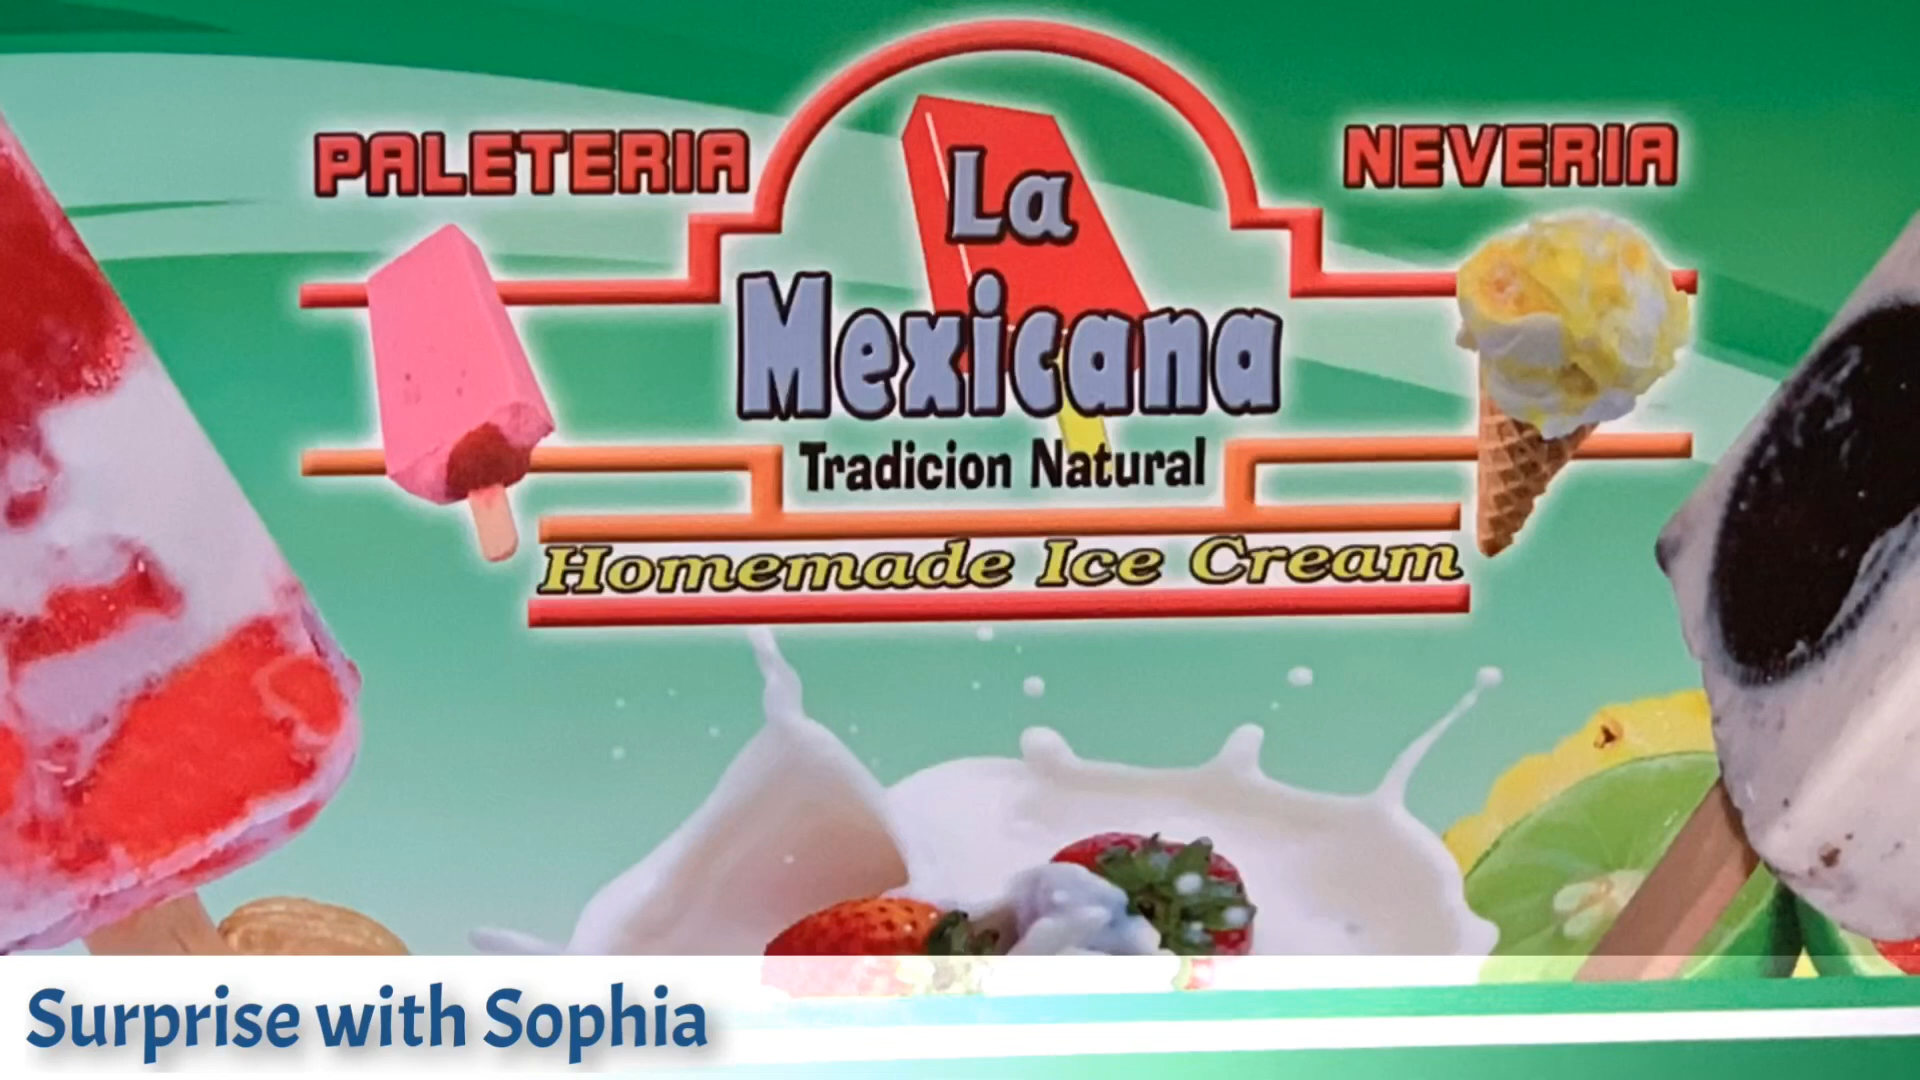 PALETERIA
NEVERIA
La
Mexicana
Tradicion Natural
Homemade Ice Cream
Surprise with Sophia